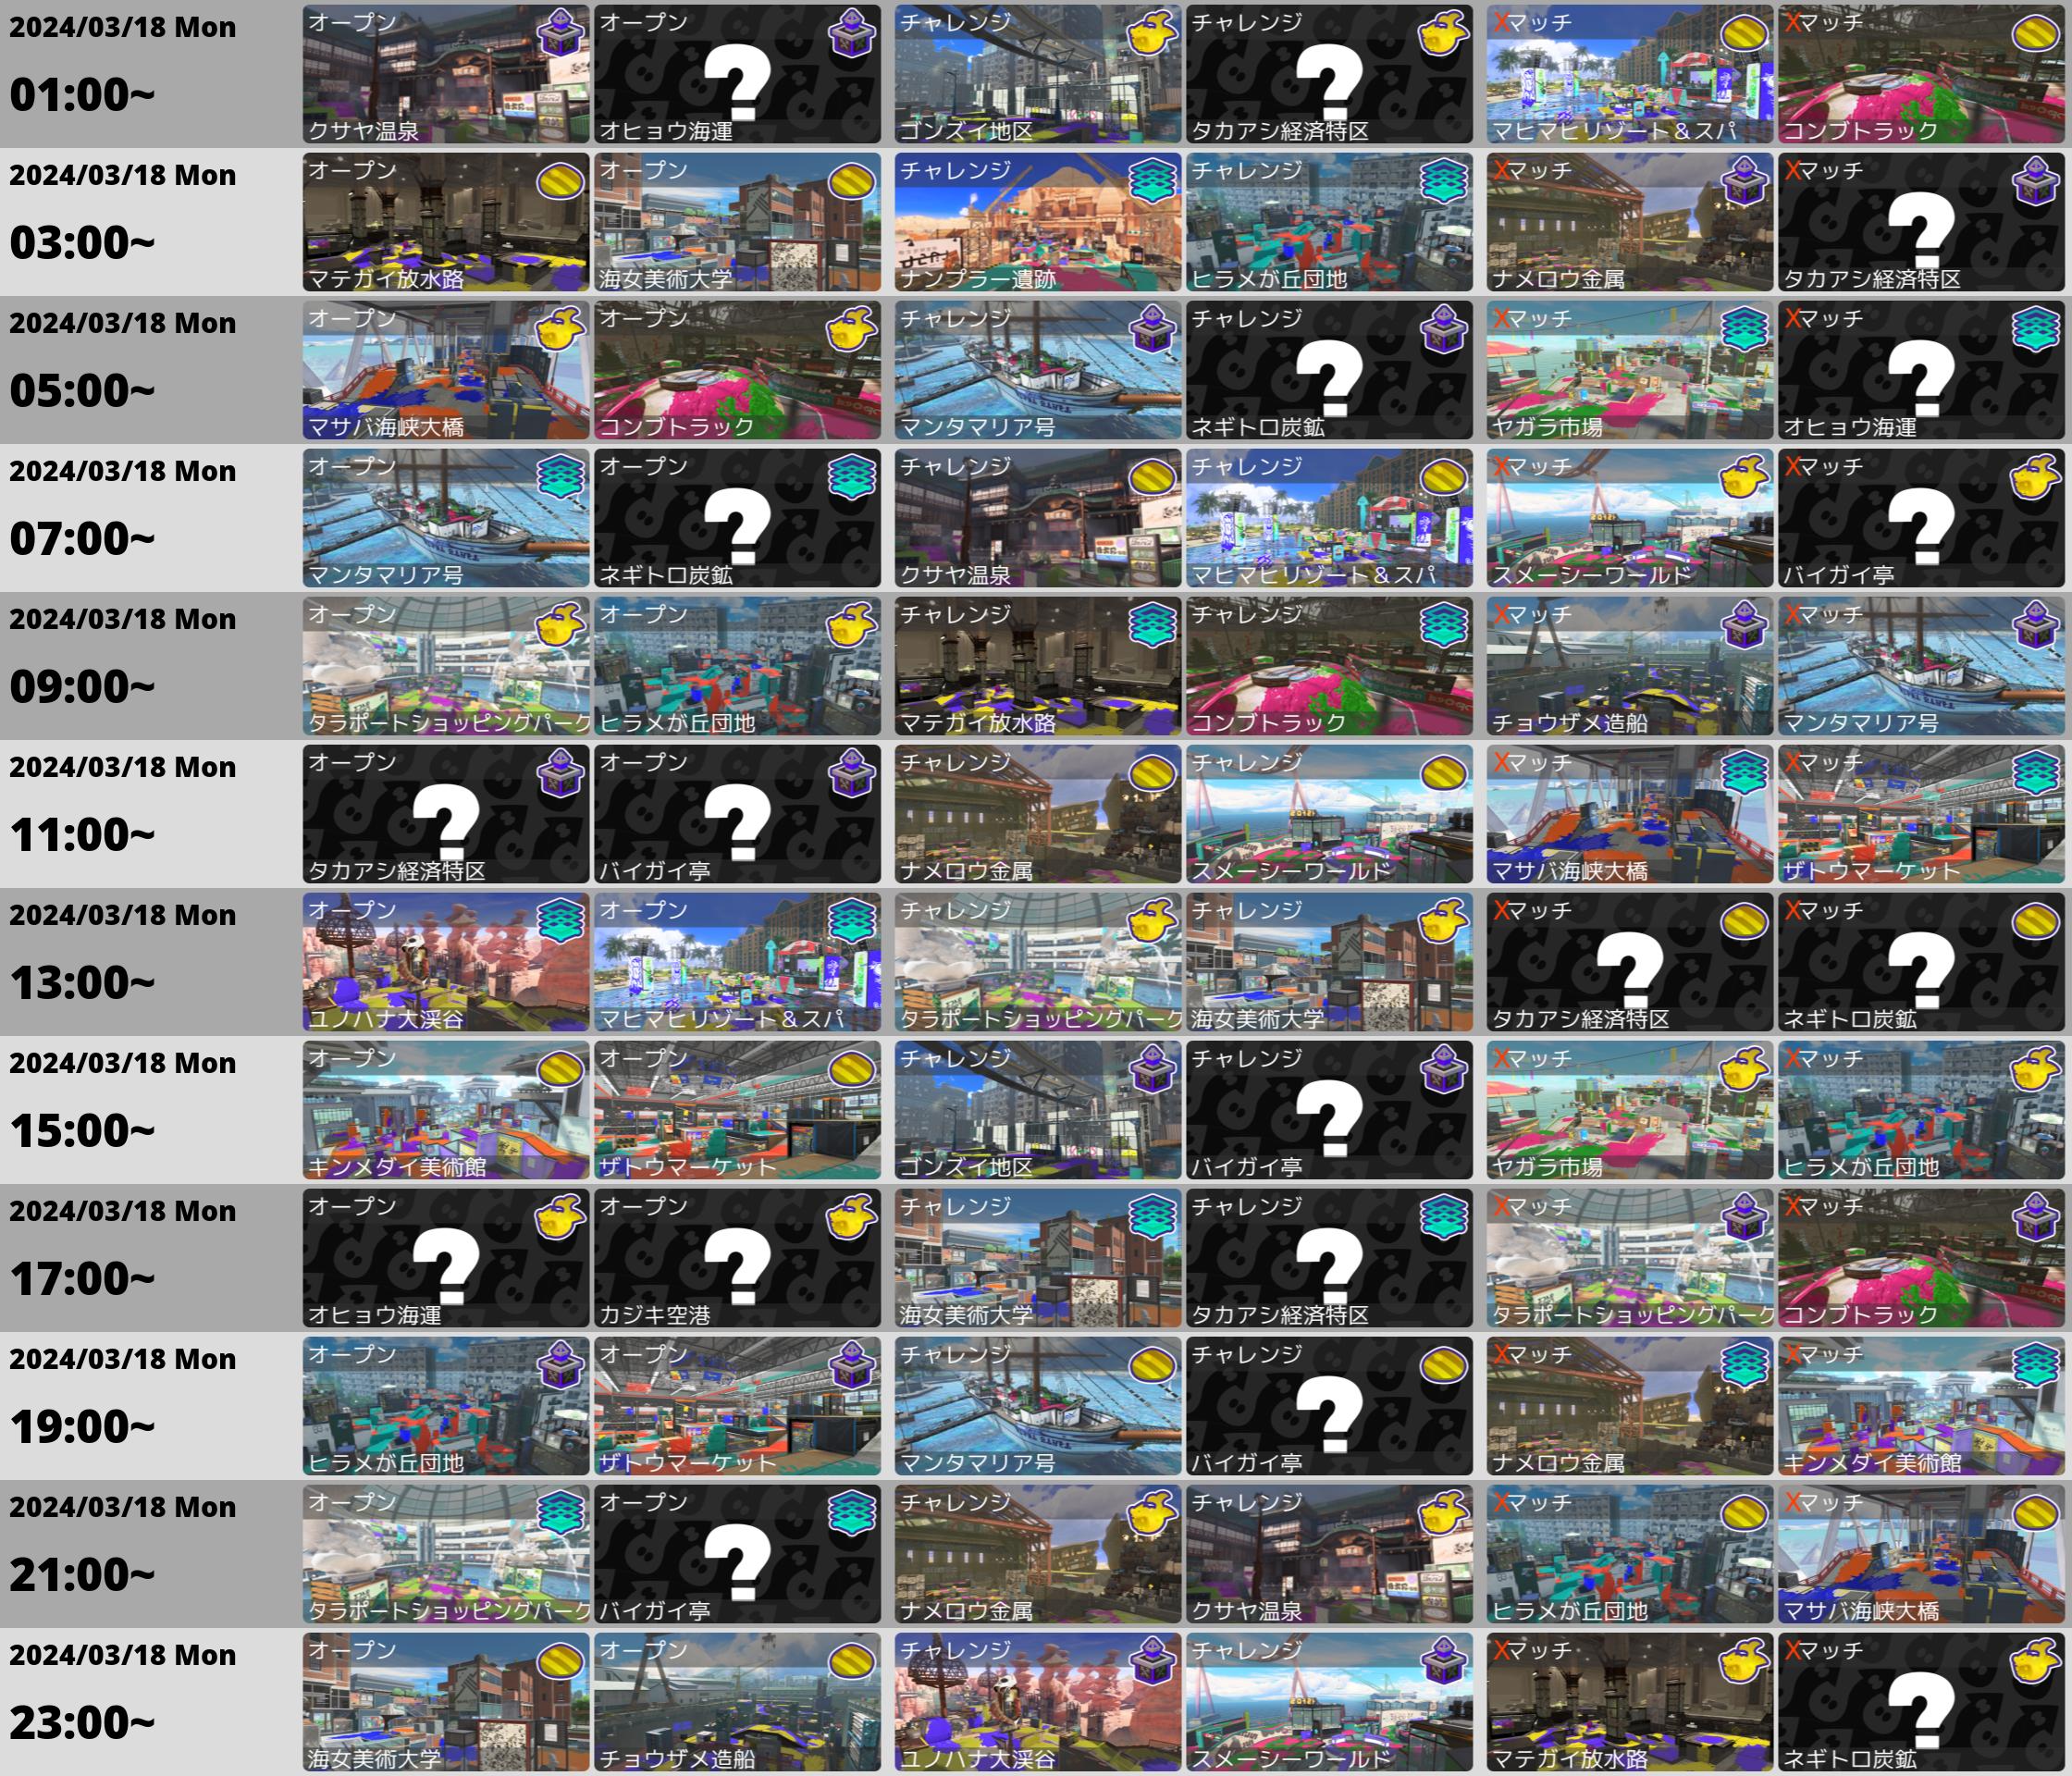 2024/03/18 Mon
01:00~
オープン
クサヤ温泉
オープン
オヒョウ海運
チャレンジ
ゴンズイ地区
チャレンジ
タカアシ経済特区
Xマッチ
マヒマヒリゾート＆スパ
Xマッチ
コンブトラック
2024/03/18 Mon
03:00~
オープン
マテガイ放水路
オープン
海女美術大学
チャレンジ
ナンプラー遺跡
チャレンジ
ヒラメが丘団地
Xマッチ
ナメロウ金属
Xマッチ
タカアシ経済特区
2024/03/18 Mon
05:00~
オープン
マサバ海峡大橋
オープン
コンブトラック
チャレンジ
マンタマリア号
チャレンジ
ネギトロ炭鉱
Xマッチ
ヤガラ市場
Xマッチ
オヒョウ海運
2024/03/18 Mon
07:00~
オープン
マンタマリア号
オープン
ネギトロ炭鉱
チャレンジ
クサヤ温泉
チャレンジ
マヒマヒリゾート＆スパ
Xマッチ
スメーシーワールド
Xマッチ
バイガイ亭
2024/03/18 Mon
09:00~
オープン
タラポートショッピングパーク
オープン
ヒラメが丘団地
チャレンジ
マテガイ放水路
チャレンジ
コンブトラック
Xマッチ
チョウザメ造船
Xマッチ
マンタマリア号
2024/03/18 Mon
11:00~
オープン
タカアシ経済特区
オープン
バイガイ亭
チャレンジ
ナメロウ金属
チャレンジ
スメーシーワールド
Xマッチ
マサバ海峡大橋
Xマッチ
ザトウマーケット
2024/03/18 Mon
13:00~
オープン
ユノハナ大渓谷
オープン
マヒマヒリゾート＆スパ
チャレンジ
タラポートショッピングパーク
チャレンジ
海女美術大学
Xマッチ
タカアシ経済特区
Xマッチ
ネギトロ炭鉱
2024/03/18 Mon
15:00~
オープン
キンメダイ美術館
オープン
ザトウマーケット
チャレンジ
ゴンズイ地区
チャレンジ
バイガイ亭
Xマッチ
ヤガラ市場
Xマッチ
ヒラメが丘団地
2024/03/18 Mon
17:00~
オープン
オヒョウ海運
オープン
カジキ空港
チャレンジ
海女美術大学
チャレンジ
タカアシ経済特区
Xマッチ
タラポートショッピングパーク
Xマッチ
コンブトラック
2024/03/18 Mon
19:00~
オープン
ヒラメが丘団地
オープン
ザトウマーケット
チャレンジ
マンタマリア号
チャレンジ
バイガイ亭
Xマッチ
ナメロウ金属
Xマッチ
キンメダイ美術館
2024/03/18 Mon
21:00~
オープン
タラポートショッピングパーク
オープン
バイガイ亭
チャレンジ
ナメロウ金属
チャレンジ
クサヤ温泉
Xマッチ
ヒラメが丘団地
Xマッチ
マサバ海峡大橋
2024/03/18 Mon
23:00~
オープン
海女美術大学
オープン
チョウザメ造船
チャレンジ
ユノハナ大渓谷
チャレンジ
スメーシーワールド
Xマッチ
マテガイ放水路
Xマッチ
ネギトロ炭鉱